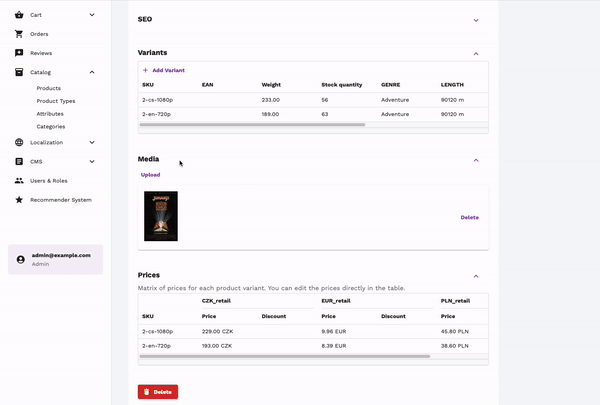 Cart
Orders
Reviews
Catalog
Products
Product Types
Attributes
Categories
Localization
CMS
Users & Roles
Recommender System
admin@example.com
Admin
SEO
Variants
+ Add Variant
SKU EAN Weight Stock quantity GENRE LENGTH
2-cs-1080p 233.00 56 Adventure 90120 m
2-en-720p 189.00 63 Adventure 90120 m
Media
Upload
Delete
Prices
Matrix of prices for each product variant. You can edit the prices directly in the table.
CZK_retail EUR_retail PLN_retail
SKU Price Discount Price Discount Price
2-cs-1080p 229.00 CZK 9.96 EUR 45.80 PLN
2-en-720p 193.00 CZK 8.39 EUR 38.60 PLN
Delete